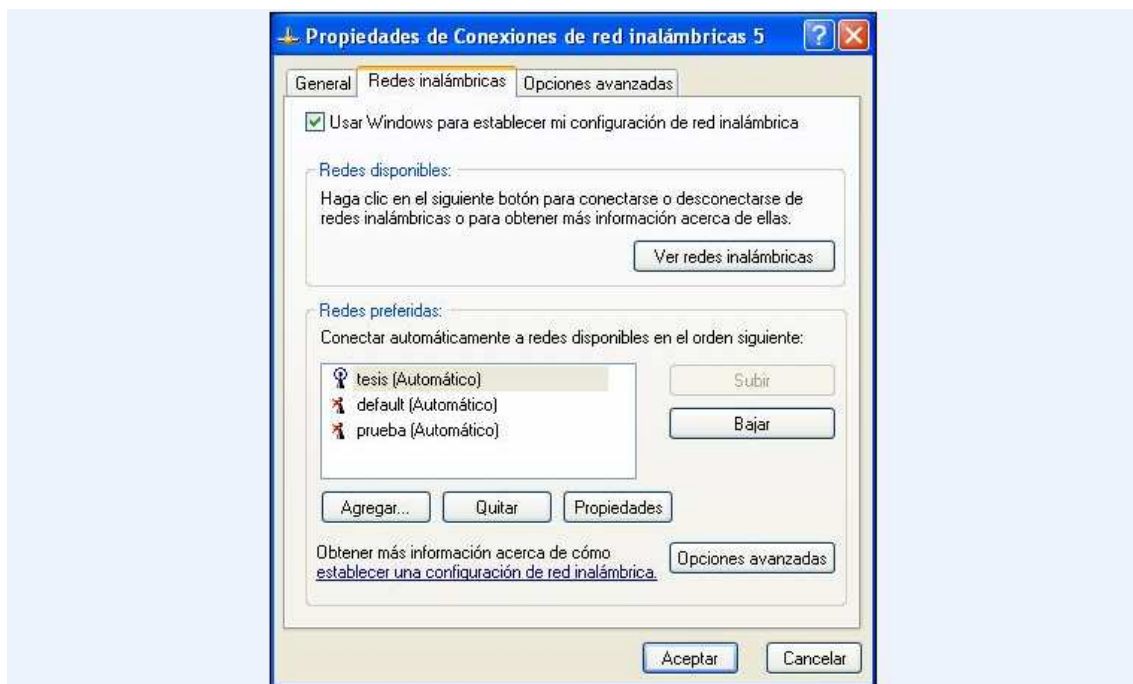 Propiedades de Conexiones de red inalámbricas 5
General
Redes inalámbricas
Opciones avanzadas
Usar Windows para establecer mi configuración de red inalámbrica
Redes disponibles:
Haga clic en el siguiente botón para conectarse o desconectarse de
redes inalámbricas o para obtener más información acerca de ellas.
Ver redes inalámbricas
Redes preferidas:
Conectar automáticamente a redes disponibles en el orden siguiente:
tesis (Automático)
default (Automático)
prueba (Automático)
Subir
Bajar
Agregar...
Quitar
Propiedades
Obtener más información acerca de cómo
establecer una configuración de red inalámbrica.
Opciones avanzadas
Aceptar
Cancelar